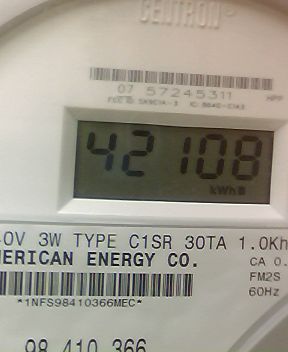 CENTRON®
07 57245311
42108
kWh
0V 3W TYPE C1SR 30TA 1.0Kh
ERICAN ENERGY CO.
CA 0.
FM2S
*1NFS98410366MEC*
60Hz
98 410 366